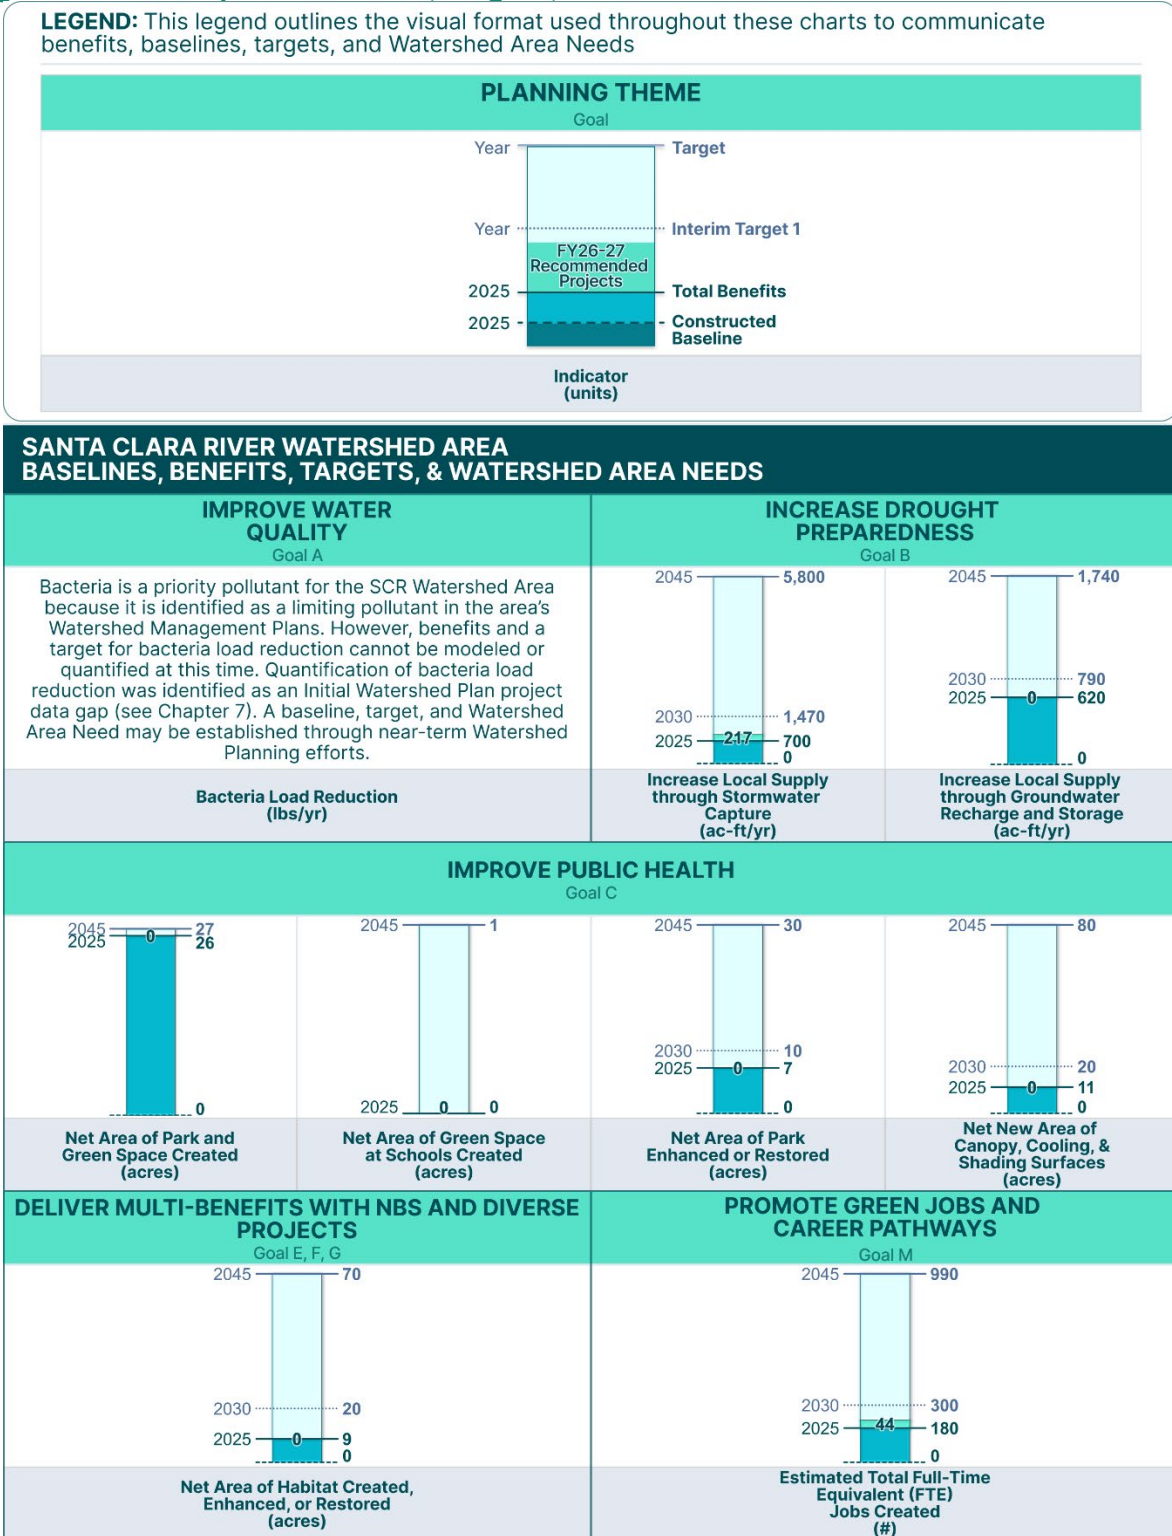 LEGEND: This legend outlines the visual format used throughout these charts to communicate
benefits, baselines, targets, and Watershed Area Needs
PLANNING THEME
Goal
Year
Target
Year
Interim Target 1
FY26-27
Recommended
Projects
2025
Total Benefits
2025
Constructed
Baseline
Indicator
(units)
SANTA CLARA RIVER WATERSHED AREA
BASELINES, BENEFITS, TARGETS, & WATERSHED AREA NEEDS
IMPROVE WATER
QUALITY
Goal A
Bacteria is a priority pollutant for the SCR Watershed Area
because it is identified as a limiting pollutant in the area's
Watershed Management Plans. However, benefits and a
target for bacteria load reduction cannot be modeled or
quantified at this time. Quantification of bacteria load
reduction was identified as an Initial Watershed Plan project
data gap (see Chapter 7). A baseline, target, and Watershed
Area Need may be established through near-term Watershed
Planning efforts.
Bacteria Load Reduction
(lbs/yr)
INCREASE DROUGHT
PREPAREDNESS
Goal B
2045
5,800
2030
1,470
2025
217
700
0
Increase Local Supply
through Stormwater
Capture
(ac-ft/yr)
2045
1,740
2030
790
2025
0
620
0
Increase Local Supply
through Groundwater
Recharge and Storage
(ac-ft/yr)
IMPROVE PUBLIC HEALTH
Goal C
2045
27
2025
0
26
0
Net Area of Park and
Green Space Created
(acres)
2045
1
2025
0
0
Net Area of Green Space
at Schools Created
(acres)
2045
30
2030
10
2025
0
7
0
Net Area of Park
Enhanced or Restored
(acres)
2045
80
2030
20
2025
0
11
0
Net New Area of
Canopy, Cooling, &
Shading Surfaces
(acres)
DELIVER MULTI-BENEFITS WITH NBS AND DIVERSE
PROJECTS
Goal E, F, G
2045
70
2030
20
2025
0
9
0
Net Area of Habitat Created,
Enhanced, or Restored
(acres)
PROMOTE GREEN JOBS AND
CAREER PATHWAYS
Goal M
2045
990
2030
300
2025
44
180
0
Estimated Total Full-Time
Equivalent (FTE)
Jobs Created
(#)